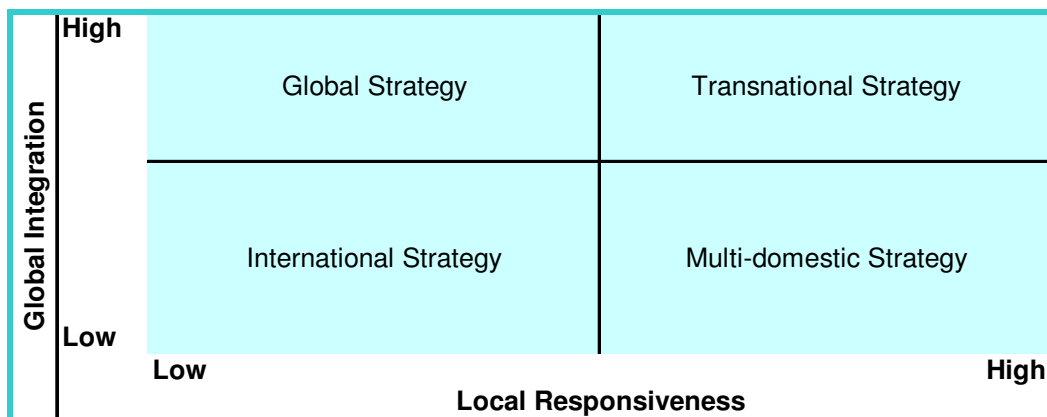 High
Global Strategy
Transnational Strategy
Global Integration
International Strategy
Multi-domestic Strategy
Low
Low
High
Local Responsiveness